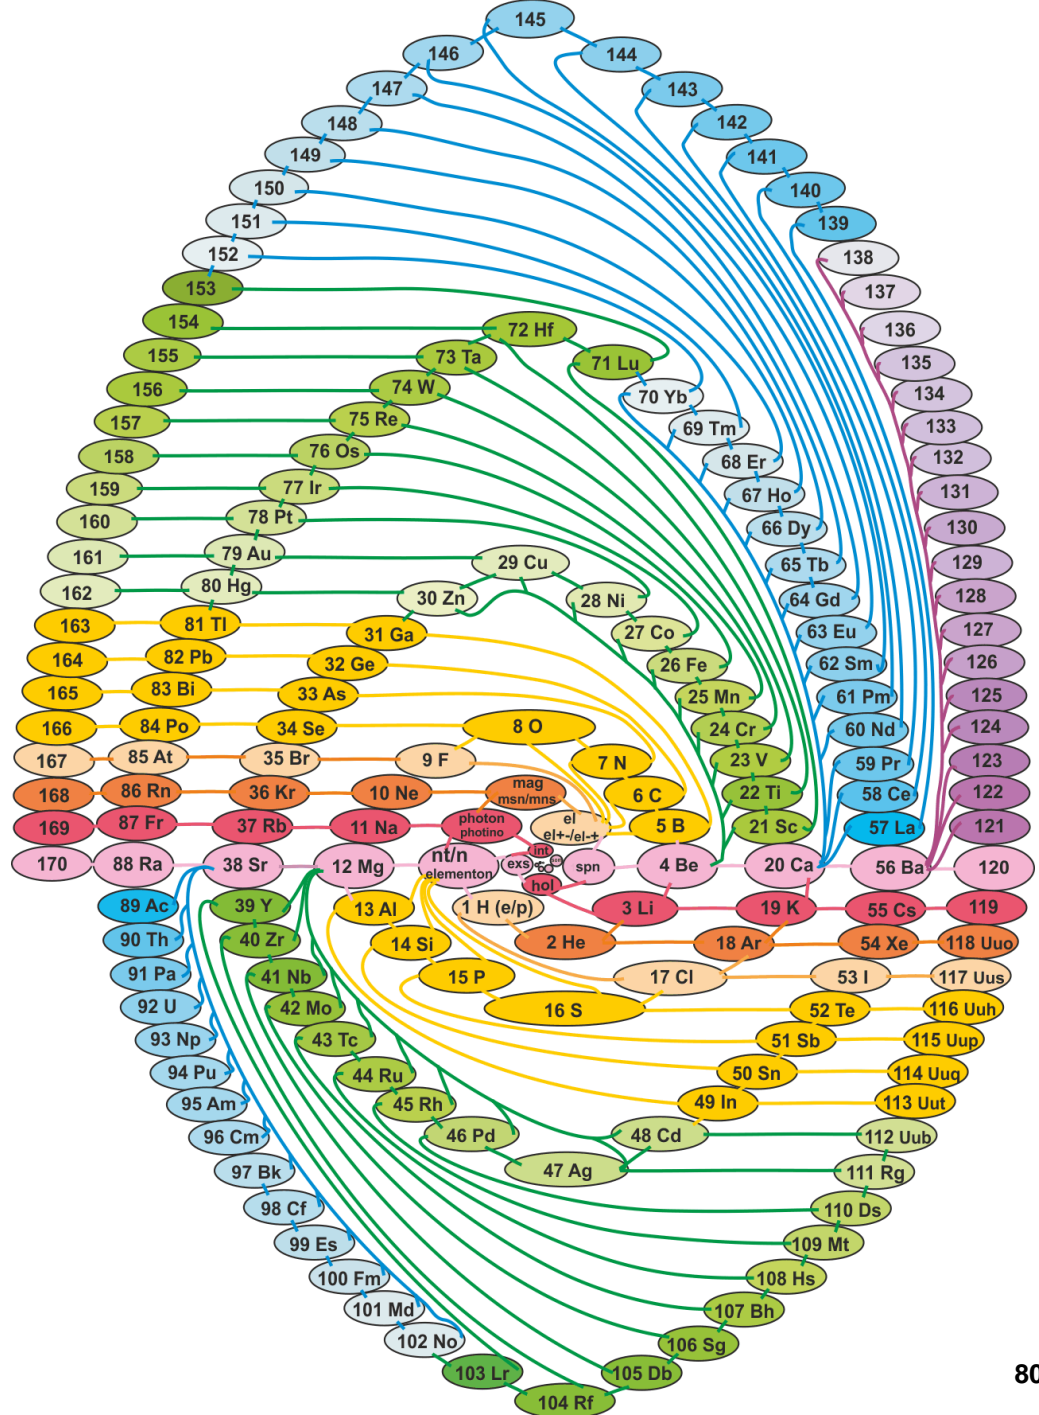 145
146
144
147
143
148
142
149
141
150
140
151
139
152
138
153
137
154
72 Hf
136
155
73 Ta
71 Lu
135
156
74 W
70 Yb
134
157
75 Re
69 Tm
133
158
76 Os
68 Er
132
159
77 Ir
67 Ho
131
160
78 Pt
66 Dy
130
161
79 Au
29 Cu
65 Tb
129
162
80 Hg
30 Zn
28 Ni
64 Gd
128
163
81 Tl
31 Ga
27 Co
63 Eu
127
164
82 Pb
32 Ge
26 Fe
62 Sm
126
165
83 Bi
33 As
25 Mn
61 Pm
125
166
84 Po
34 Se
8 O
24 Cr
60 Nd
124
167
85 At
35 Br
9 F
7 N
23 V
59 Pr
123
168
86 Rn
36 Kr
10 Ne
mag
msn/mns
6 C
22 Ti
58 Ce
122
169
87 Fr
37 Rb
11 Na
photon
photino
el
el+-/el-+
5 B
21 Sc
57 La
121
170
88 Ra
38 Sr
12 Mg
nt/n
elementon
int
exs
hol
spn
4 Be
20 Ca
56 Ba
120
89 Ac
39 Y
13 Al
1 H (e/p)
3 Li
19 K
55 Cs
119
90 Th
40 Zr
14 Si
2 He
18 Ar
54 Xe
118 Uuo
91 Pa
41 Nb
15 P
17 Cl
53 I
117 Uus
92 U
42 Mo
16 S
52 Te
116 Uuh
93 Np
43 Tc
51 Sb
115 Uup
94 Pu
44 Ru
50 Sn
114 Uuq
95 Am
45 Rh
49 In
113 Uut
96 Cm
46 Pd
48 Cd
112 Uub
97 Bk
47 Ag
111 Rg
98 Cf
110 Ds
99 Es
109 Mt
100 Fm
108 Hs
101 Md
107 Bh
102 No
106 Sg
103 Lr
105 Db
80
104 Rf